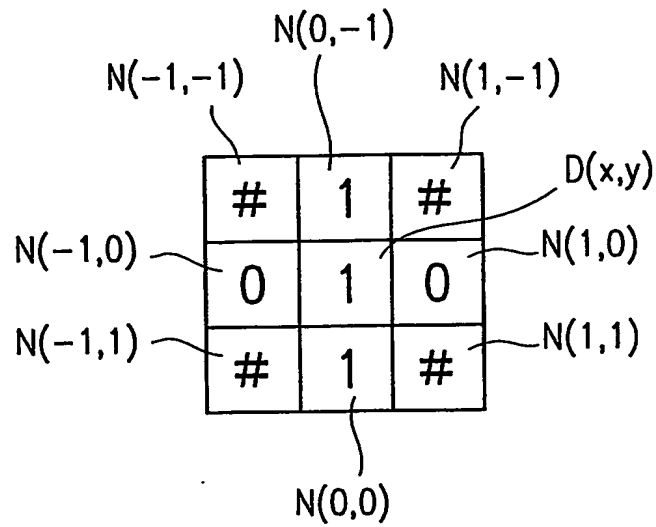 N(0,-1)
N(-1,-1) N(1,-1)
D(x,y)
# 1 #
N(-1,0) N(1,0)
0 1 0
N(-1,1) N(1,1)
# 1 #
N(0,0)